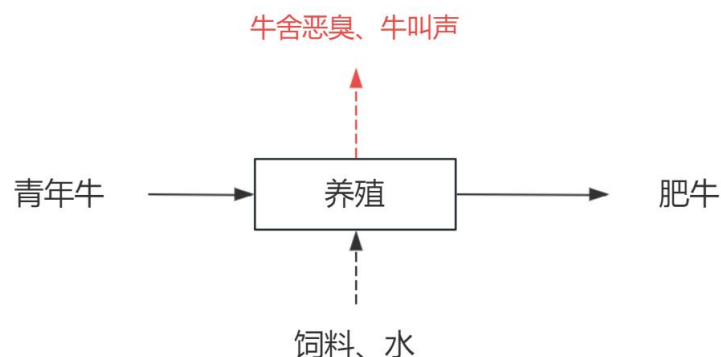 牛舍恶臭、牛叫声
青年牛
养殖
肥牛
饲料、水